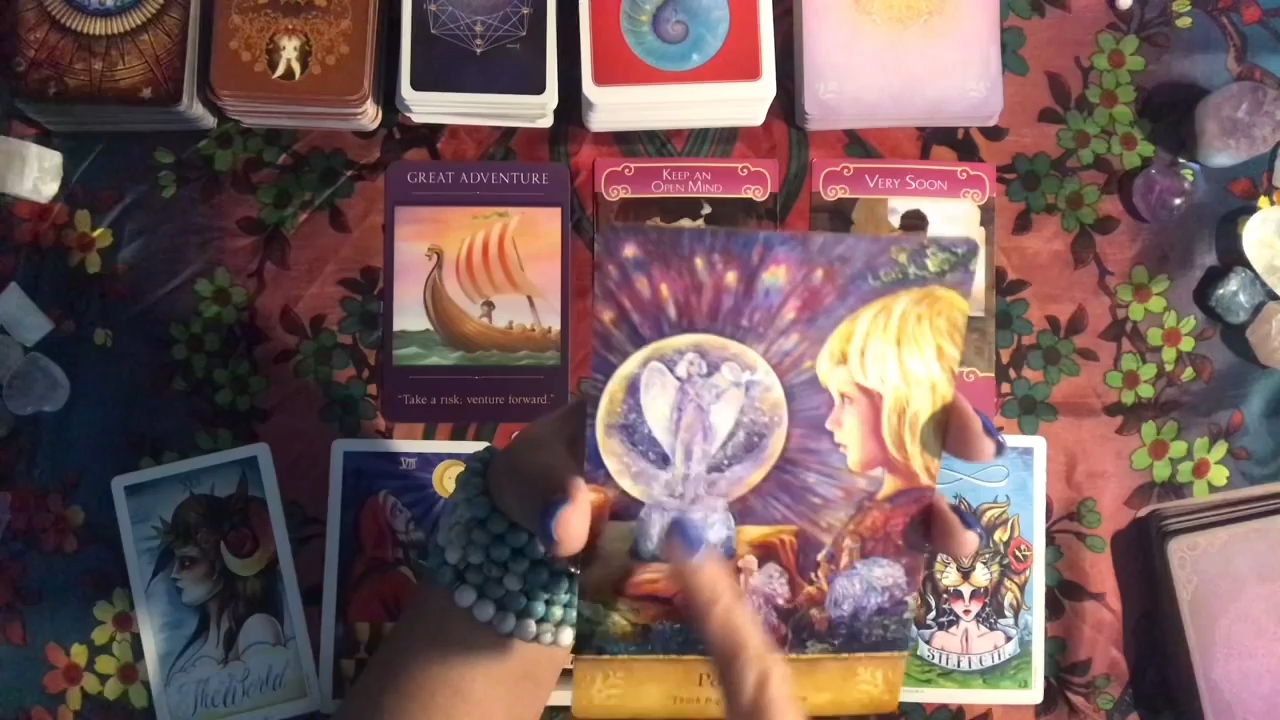 GREAT ADVENTURE
"Take a risk; venture forward."
KEEP AN
OPEN MIND
VERY SOON
The World
VIII
STRENGTH